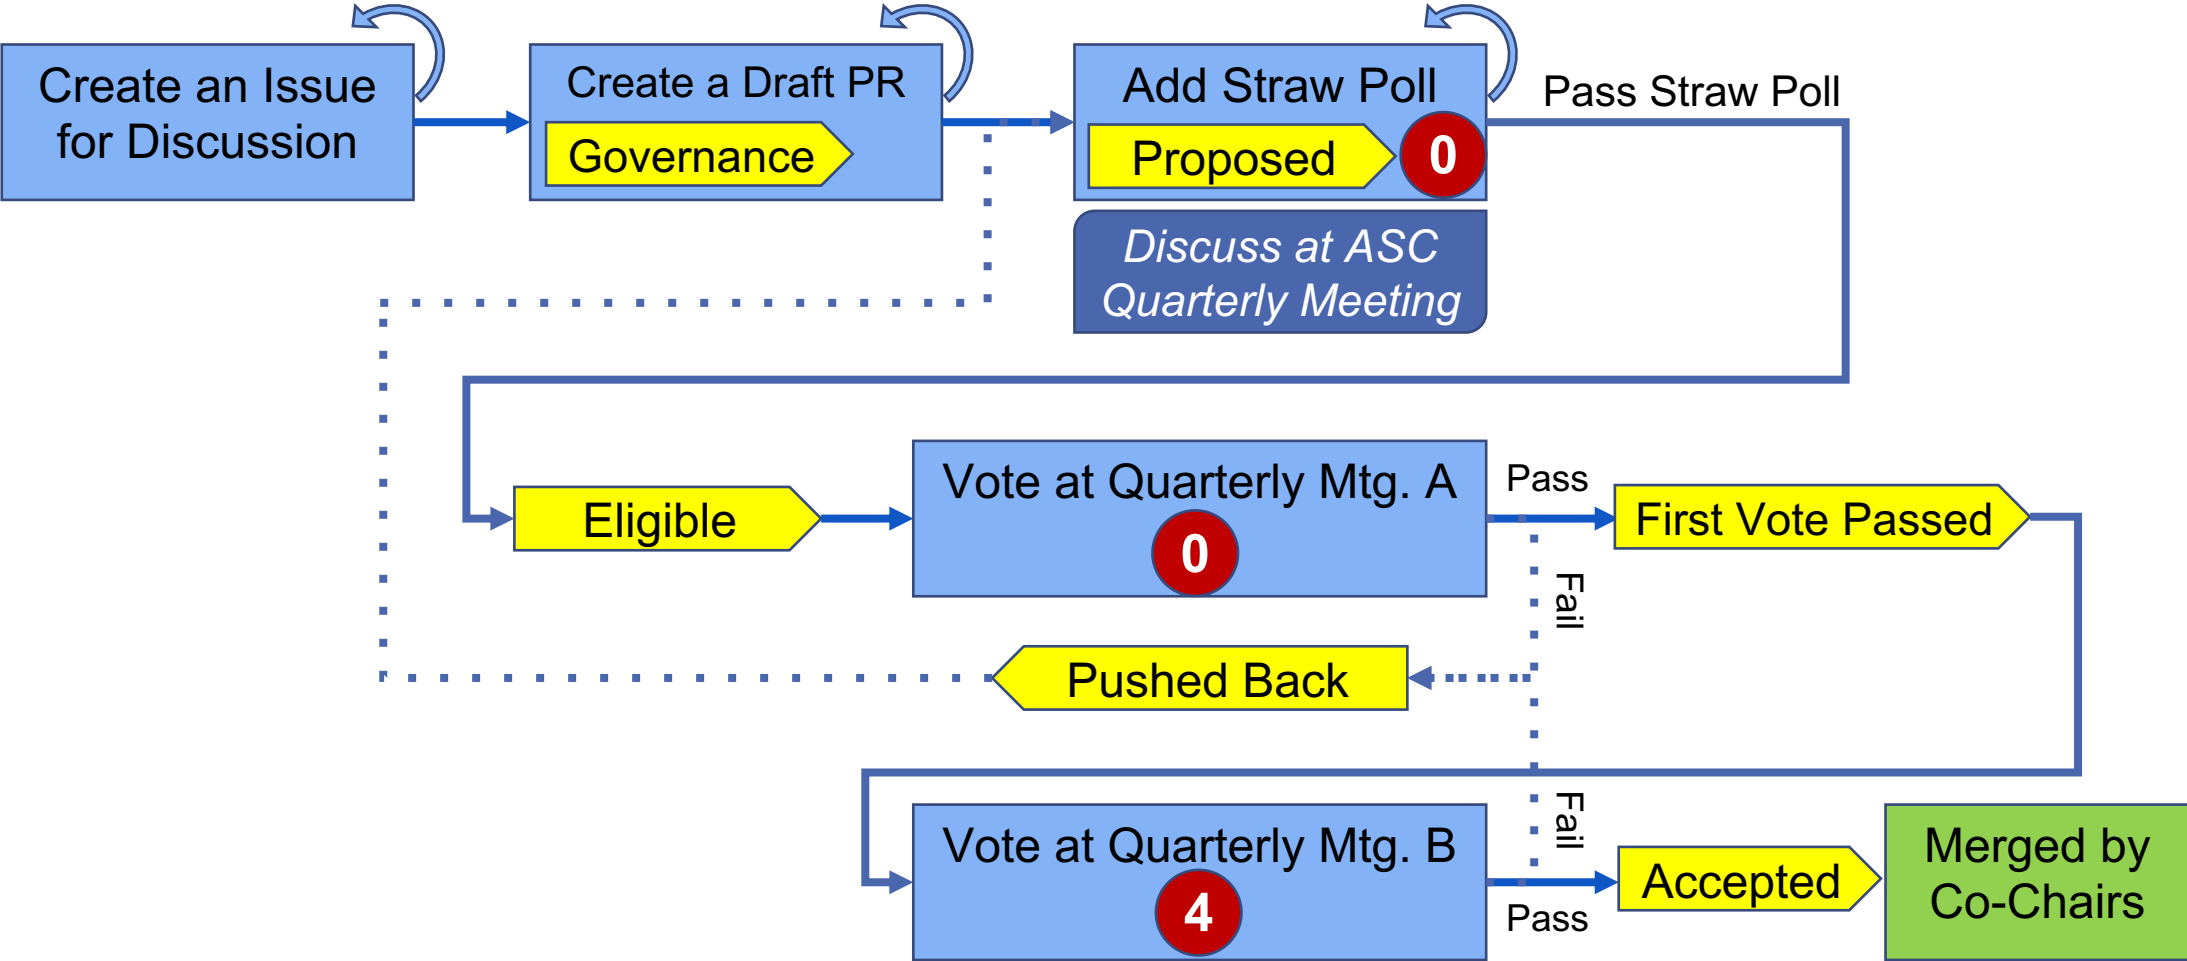 Create an Issue
for Discussion
Create a Draft PR
Governance
Add Straw Poll
Proposed
0
Discuss at ASC
Quarterly Meeting
Pass Straw Poll
Eligible
Vote at Quarterly Mtg. A
0
Pass
Fail
First Vote Passed
Pushed Back
Vote at Quarterly Mtg. B
4
Fail
Pass
Accepted
Merged by
Co-Chairs